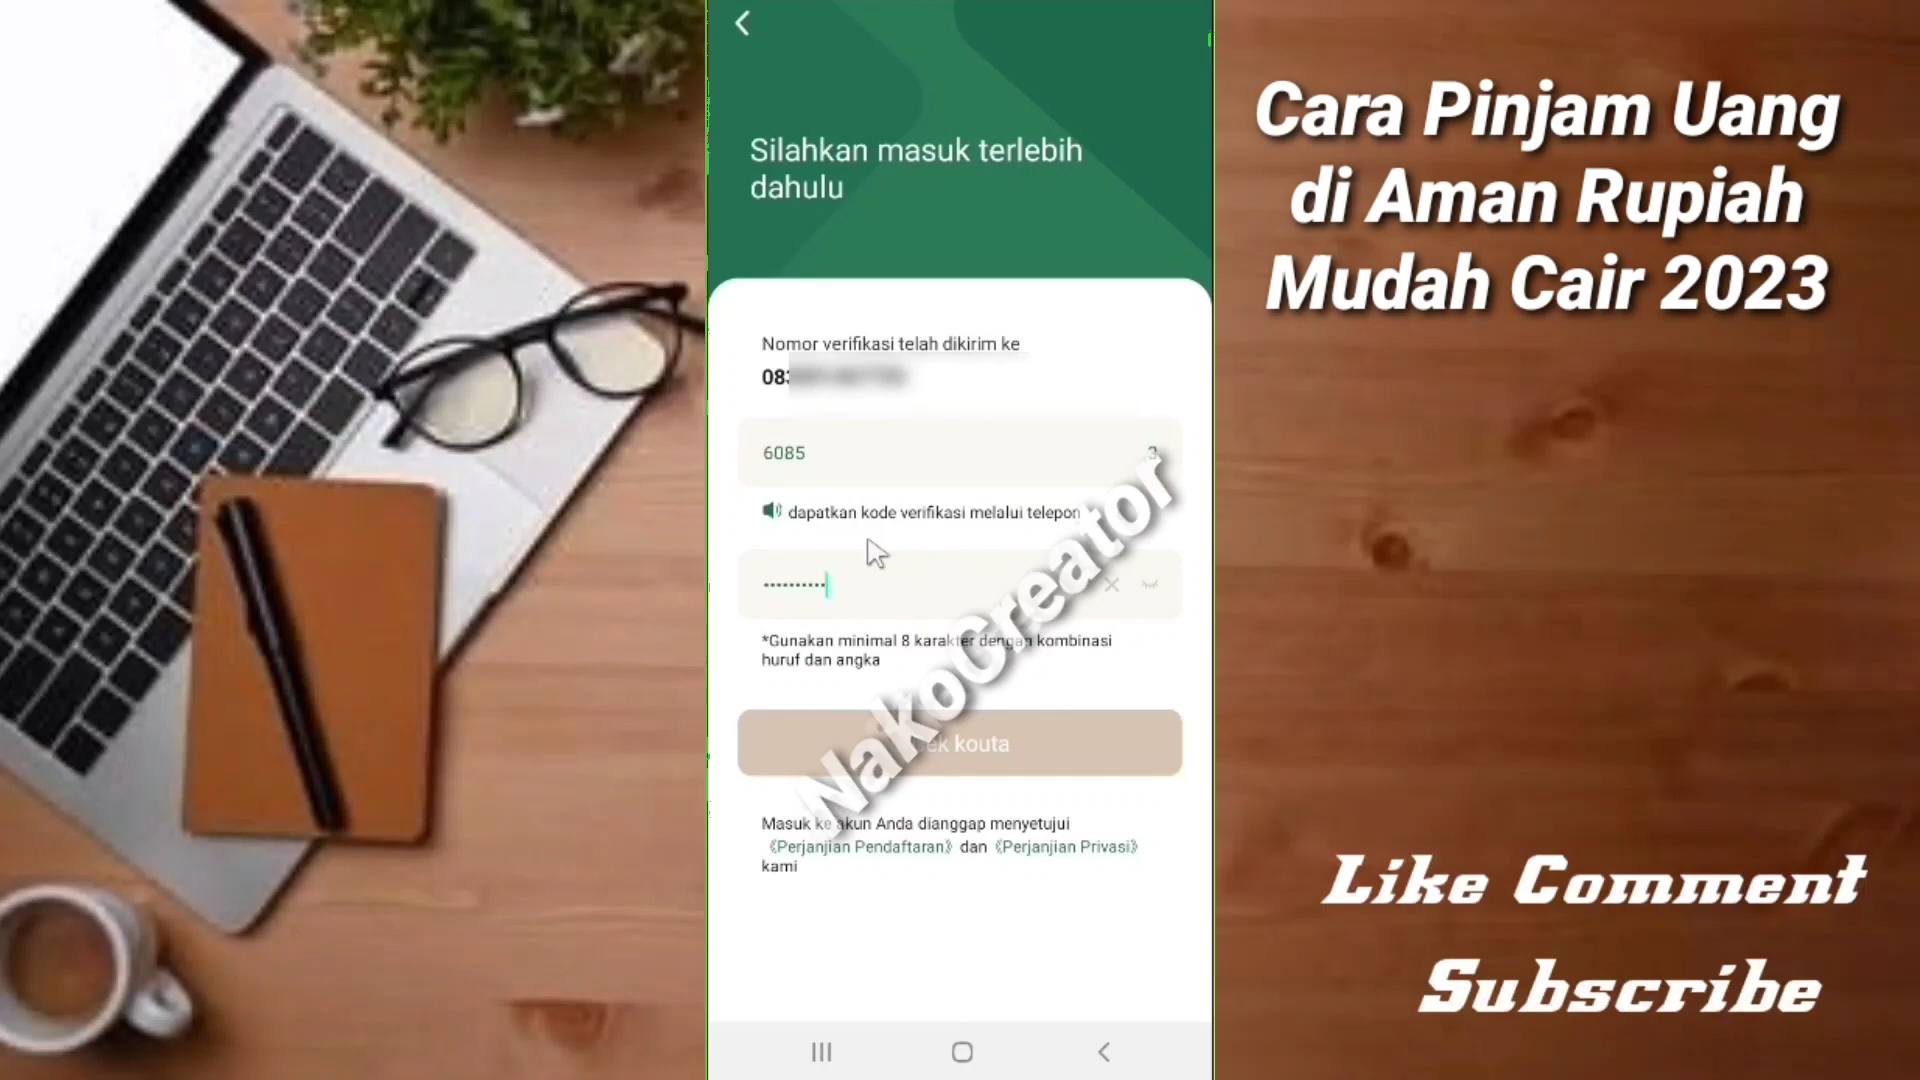 Silahkan masuk terlebih
dahulu
Nomor verifikasi telah dikirim ke
083
6085
3
dapatkan kode verifikasi melalui telepon
*Gunakan minimal 8 karakter dengan kombinasi
huruf dan angka
kouta
Masuk ke akun Anda dianggap menyetujui
《Perjanjian Pendaftaran》 dan 《Perjanjian Privasi》
kami
NakoCreator
Cara Pinjam Uang
di Aman Rupiah
Mudah Cair 2023
Like Comment
Subscribe